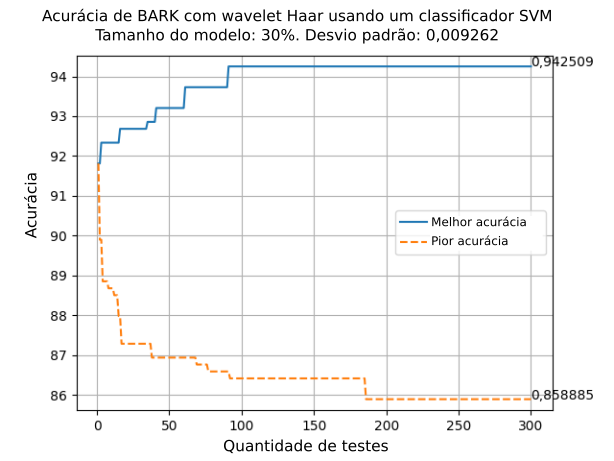 Acurácia de BARK com wavelet Haar usando um classificador SVM
Tamanho do modelo: 30%. Desvio padrão: 0,009262
0,942509
94
93
92
91
90
89
88
87
86
Acurácia
Melhor acurácia
Pior acurácia
0,858885
0 50 100 150 200 250 300
Quantidade de testes